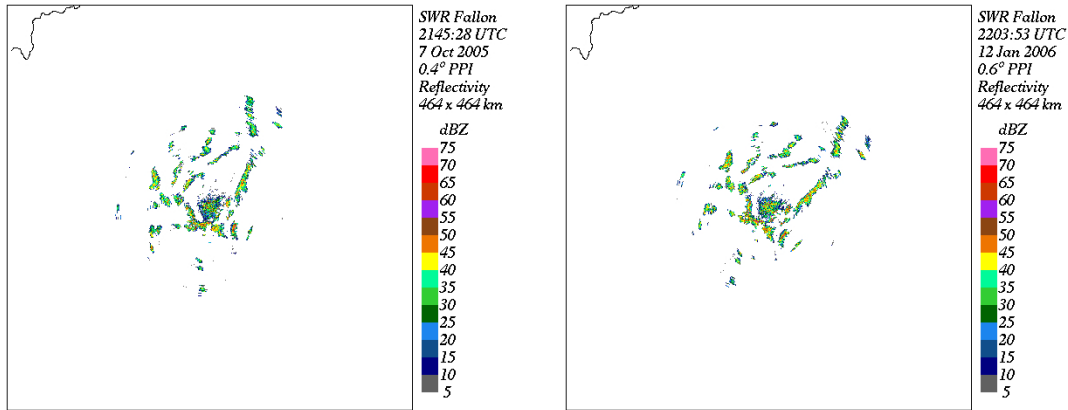 SWR Fallon
2145:28 UTC
7 Oct 2005
0.4° PPI
Reflectivity
464 x 464 km
dBZ
75
70
65
60
55
50
45
40
35
30
25
20
15
10
5
SWR Fallon
2203:53 UTC
12 Jan 2006
0.6° PPI
Reflectivity
464 x 464 km
dBZ
75
70
65
60
55
50
45
40
35
30
25
20
15
10
5